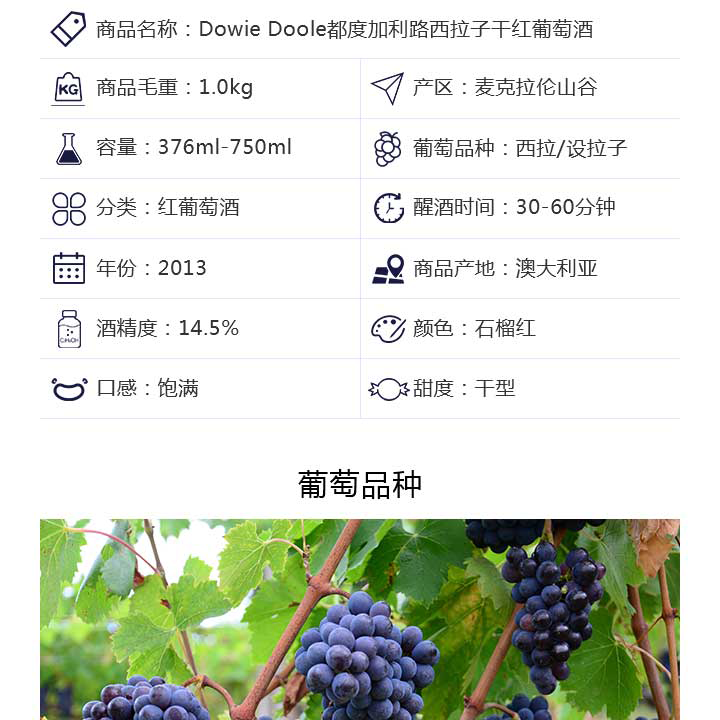 商品名称：Dowie Doole都度加利路西拉子干红葡萄酒
KG
商品毛重：1.0kg
产区：麦克拉伦山谷
容量：376ml-750ml
葡萄品种：西拉/设拉子
分类：红葡萄酒
醒酒时间：30-60分钟
年份：2013
商品产地：澳大利亚
C₂H₅OH
酒精度：14.5%
颜色：石榴红
口感：饱满
甜度：干型
葡萄品种